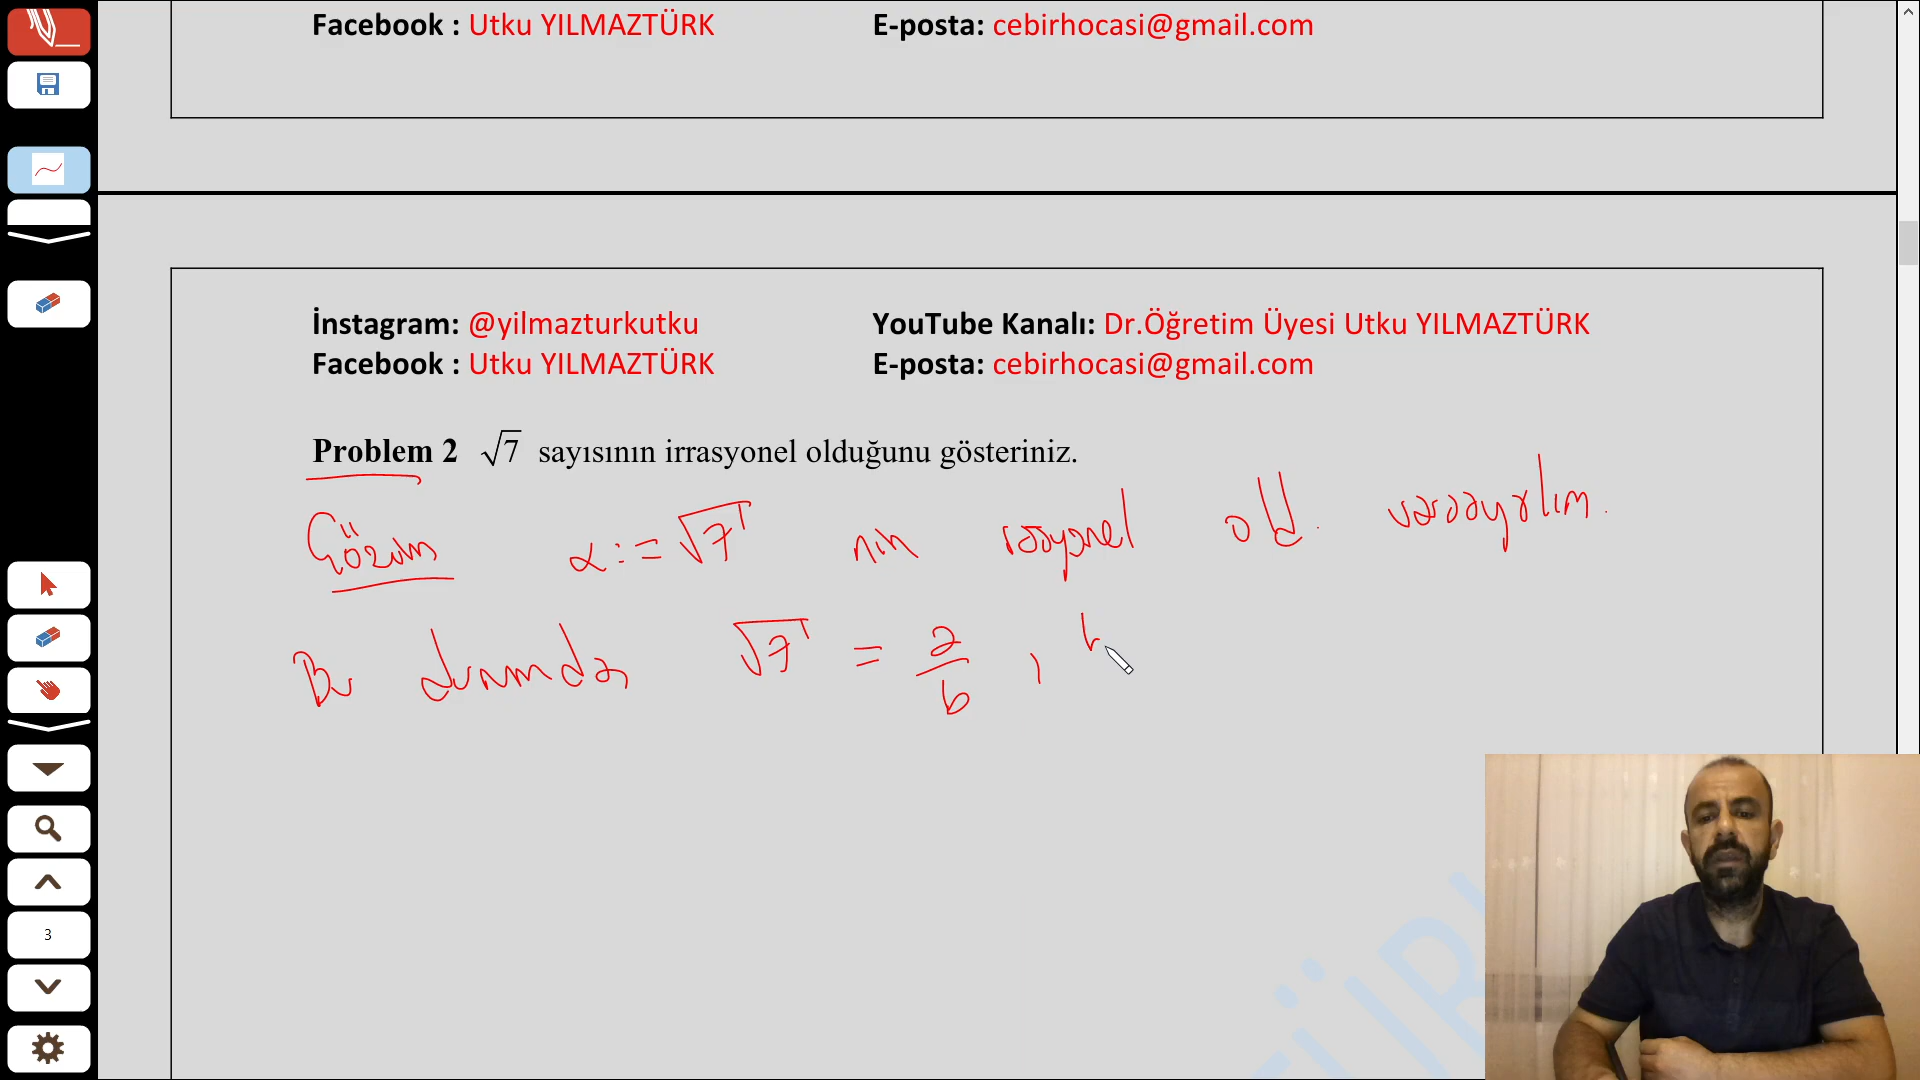 Facebook : Utku YILMAZTÜRK E-posta: cebirhocasi@gmail.com
İnstagram: @yilmazturkutku YouTube Kanalı: Dr.Öğretim Üyesi Utku YILMAZTÜRK
Facebook : Utku YILMAZTÜRK E-posta: cebirhocasi@gmail.com
Problem 2 √7 sayısının irrasyonel olduğunu gösteriniz.
Çözüm α := √7 nin rasyonel old. varsayalım.
Bu durumda √7 = a/b ,
3